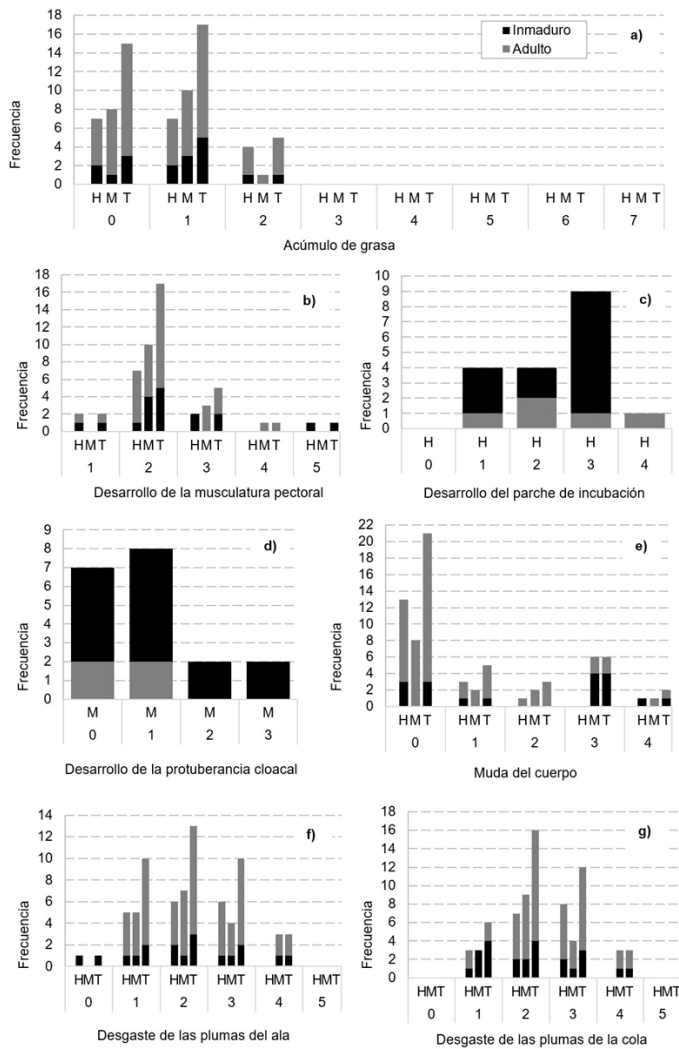 18
16
14
12
10
8
6
4
2
0
Frecuencia
Inmaduro
Adulto
a)
H M T H M T H M T H M T H M T H M T H M T H M T
0 1 2 3 4 5 6 7
Acúmulo de grasa
18
16
14
12
10
8
6
4
2
0
Frecuencia
b)
HMT HMT HMT HMT HMT
1 2 3 4 5
Desarrollo de la musculatura pectoral
10
9
8
7
6
5
4
3
2
1
0
Frecuencia
c)
H H H H H
0 1 2 3 4
Desarrollo del parche de incubación
9
8
7
6
5
4
3
2
1
0
Frecuencia
d)
M M M M
0 1 2 3
Desarrollo de la protuberancia cloacal
22
20
18
16
14
12
10
8
6
4
2
0
Frecuencia
e)
HMT HMT HMT HMT HMT
0 1 2 3 4
Muda del cuerpo
14
12
10
8
6
4
2
0
Frecuencia
f)
HMT HMT HMT HMT HMT HMT
0 1 2 3 4 5
Desgaste de las plumas del ala
18
16
14
12
10
8
6
4
2
0
Frecuencia
g)
HMT HMT HMT HMT HMT HMT
0 1 2 3 4 5
Desgaste de las plumas de la cola